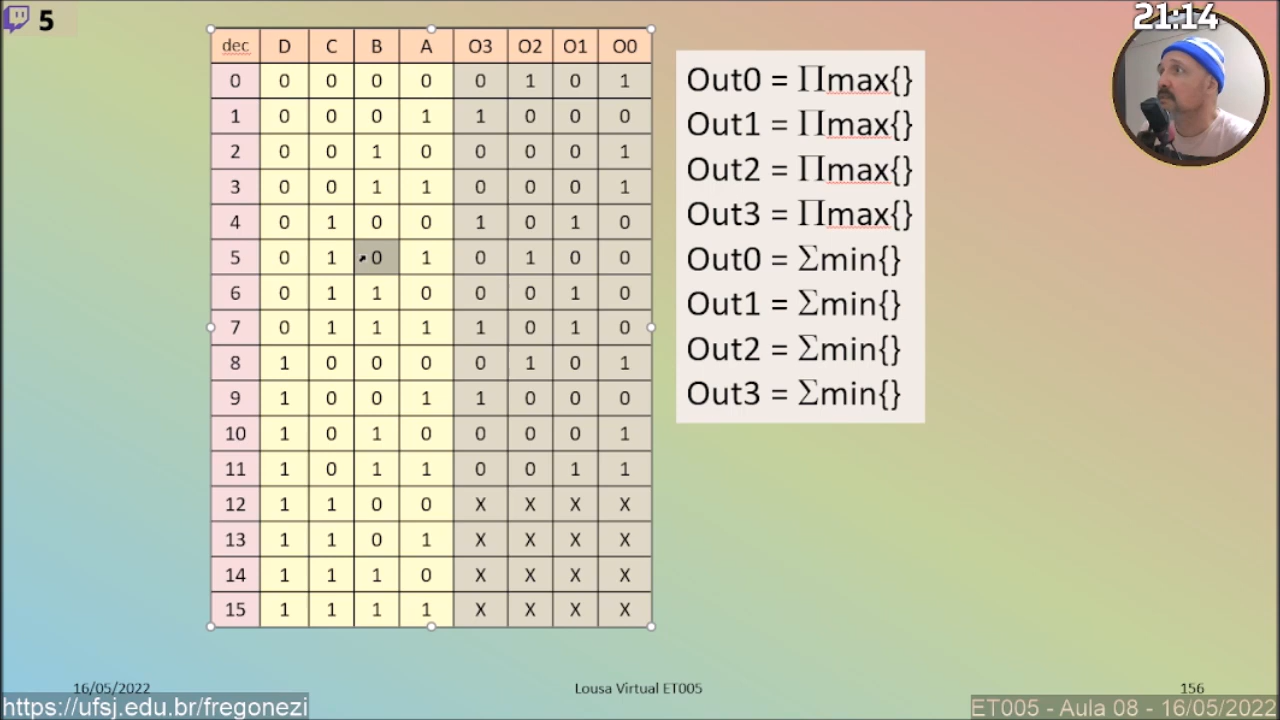 5
21:14
dec D C B A O3 O2 O1 O0
0 0 0 0 0 0 1 0 1
1 0 0 0 1 1 0 0 0
2 0 0 1 0 0 0 0 1
3 0 0 1 1 0 0 0 1
4 0 1 0 0 1 0 1 0
5 0 1 0 1 0 1 0 0
6 0 1 1 0 0 0 1 0
7 0 1 1 1 1 0 1 0
8 1 0 0 0 0 1 0 1
9 1 0 0 1 1 0 0 0
10 1 0 1 0 0 0 0 1
11 1 0 1 1 0 0 1 1
12 1 1 0 0 X X X X
13 1 1 0 1 X X X X
14 1 1 1 0 X X X X
15 1 1 1 1 X X X X
Out0 = Πmax{}
Out1 = Πmax{}
Out2 = Πmax{}
Out3 = Πmax{}
Out0 = Σmin{}
Out1 = Σmin{}
Out2 = Σmin{}
Out3 = Σmin{}
16/05/2022
Lousa Virtual ET005
156
https://ufsj.edu.br/fregonezi
ET005 - Aula 08 - 16/05/2022